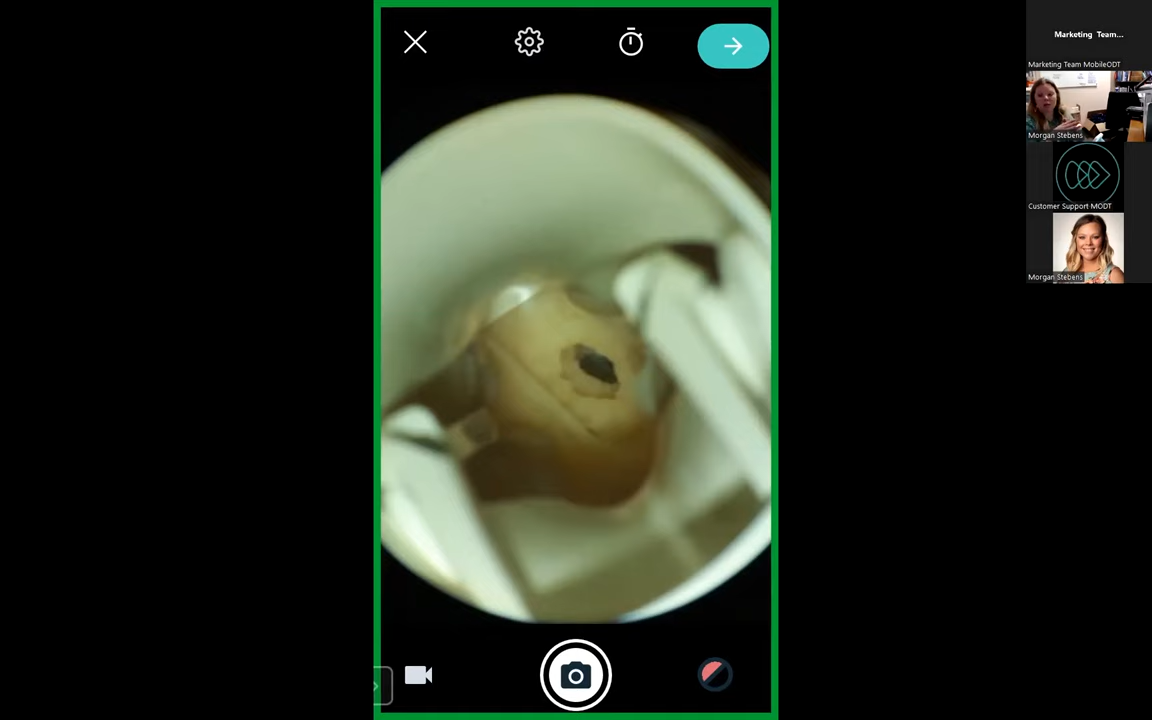 Marketing Team...
Marketing Team MobileODT
Morgan Stebens
Customer Support MODT
Morgan Stebens